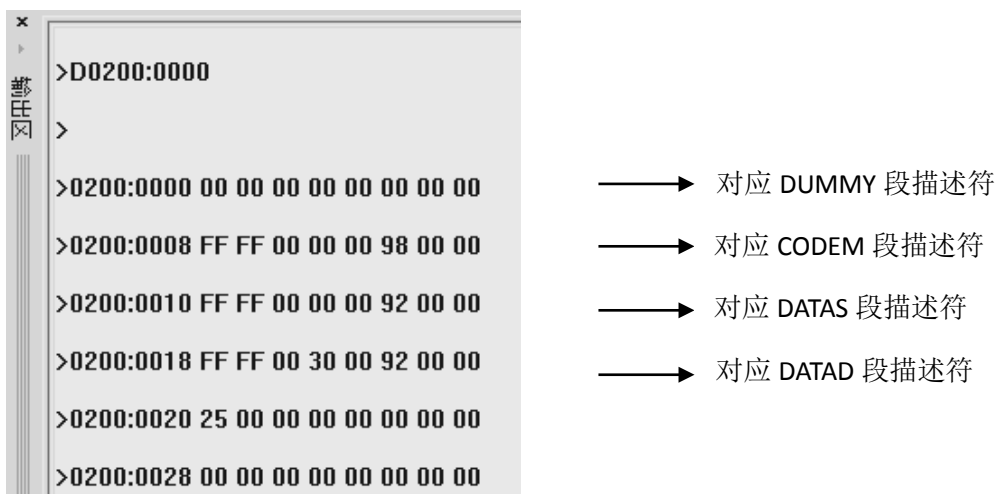 ×
输出区
>D0200:0000
>
>0200:0000 00 00 00 00 00 00 00 00
对应 DUMMY 段描述符
>0200:0008 FF FF 00 00 00 98 00 00
对应 CODEM 段描述符
>0200:0010 FF FF 00 00 00 92 00 00
对应 DATAS 段描述符
>0200:0018 FF FF 00 30 00 92 00 00
对应 DATAD 段描述符
>0200:0020 25 00 00 00 00 00 00 00
>0200:0028 00 00 00 00 00 00 00 00